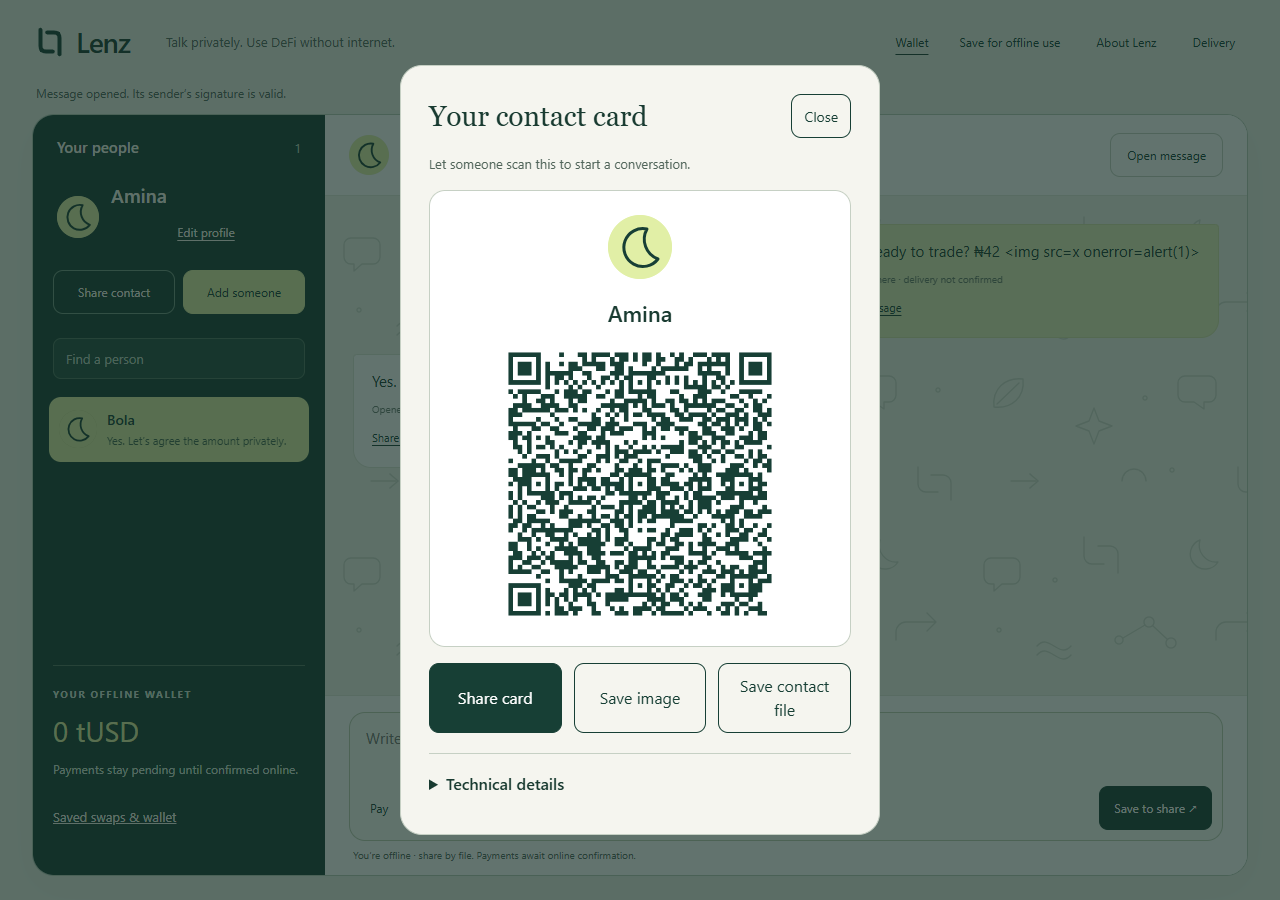 Lenz
Talk privately. Use DeFi without internet.
Wallet
Save for offline use
About Lenz
Delivery
Message opened. Its sender's signature is valid.
Your people
1
Amina
Edit profile
Share contact
Add someone
Find a person
Bola
Yes. Let's agree the amount privately.
YOUR OFFLINE WALLET
0 tUSD
Payments stay pending until confirmed online.
Saved swaps & wallet
Your contact card
Close
Let someone scan this to start a conversation.
Amina
Share card
Save image
Save contact
file
Technical details
Open message
to trade? ₦42 <img src=x onerror=alert(1)>
· delivery not confirmed
Yes.
Share
Pay
Save to share ↗
You're offline · share by file. Payments await online confirmation.